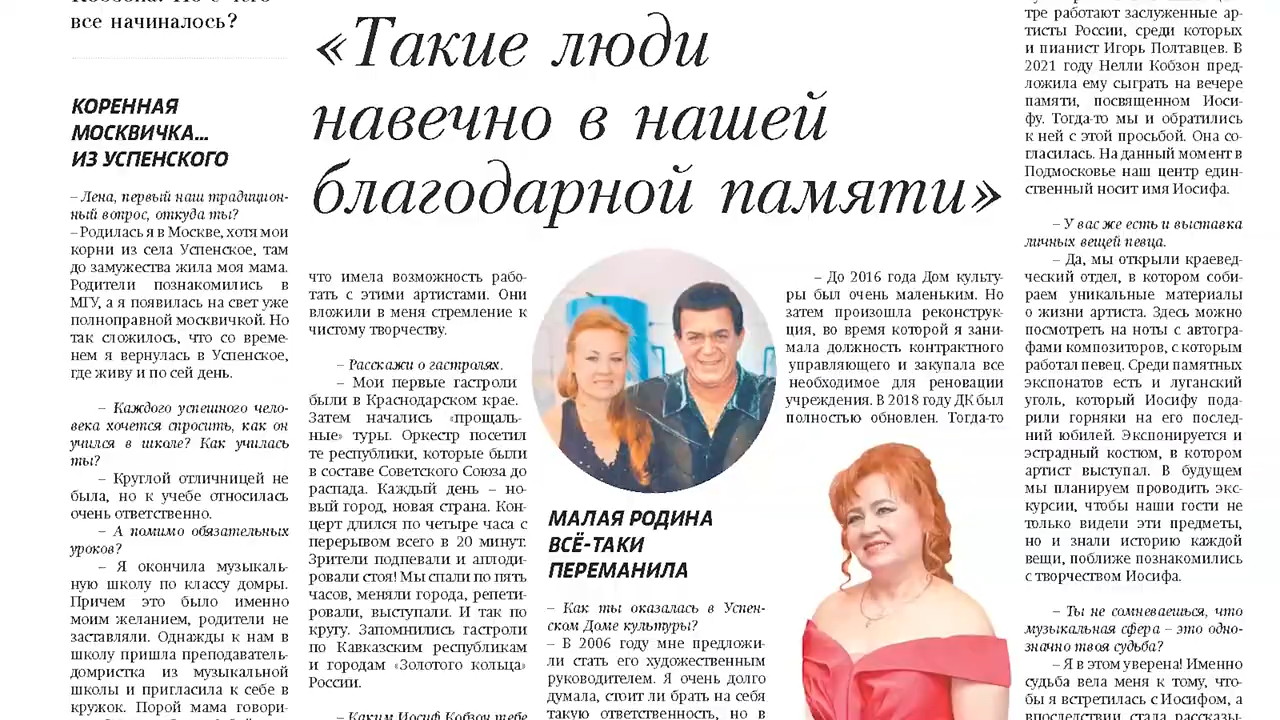 все начиналось?
КОРЕННАЯ
МОСКВИЧКА...
ИЗ УСПЕНСКОГО
– Лена, первый наш традицион-
ный вопрос, откуда ты?
– Родилась я в Москве, хотя мои
корни из села Успенское, там
до замужества жила моя мама.
Родители познакомились в
МГУ, а я появилась на свет уже
полноправной москвичкой. Но
так сложилось, что со време-
нем я вернулась в Успенское,
где живу и по сей день.
– Каждого успешного чело-
века хочется спросить, как он
учился в школе? Как училась
ты?
– Круглой отличницей не
была, но к учебе относилась
очень ответственно.
– А помимо обязательных
уроков?
– Я окончила музыкаль-
ную школу по классу домры.
Причем это было именно
моим желанием, родители не
заставляли. Однажды к нам в
школу пришла преподаватель-
домристка из музыкальной
школы и пригласила к себе в
кружок. Порой мама говори-
«Такие люди
навечно в нашей
благодарной памяти»
что имела возможность рабо-
тать с этими артистами. Они
вложили в меня стремление к
чистому творчеству.
– Расскажи о гастролях.
– Мои первые гастроли
были в Краснодарском крае.
Затем начались «прощаль-
ные» туры. Оркестр посетил
те республики, которые были
в составе Советского Союза до
распада. Каждый день – но-
вый город, новая страна. Кон-
церт длился по четыре часа с
перерывом всего в 20 минут.
Зрители подпевали и аплоди-
ровали стоя! Мы спали по пять
часов, меняли города, репети-
ровали, выступали. И так по
кругу. Запомнились гастроли
по Кавказским республикам
и городам «Золотого кольца»
России.
– Каким Иосиф Кобзон тебе
МАЛАЯ РОДИНА
ВСЁ-ТАКИ
ПЕРЕМАНИЛА
– Как ты оказалась в Успен-
ском Доме культуры?
– В 2006 году мне предложи-
ли стать его художественным
руководителем. Я очень долго
думала, стоит ли брать на себя
такую ответственность, но в
– До 2016 года Дом культу-
ры был очень маленьким. Но
затем произошла реконструк-
ция, во время которой я зани-
мала должность контрактного
управляющего и закупала все
необходимое для реновации
учреждения. В 2018 году ДК был
полностью обновлен. Тогда-то
тре работают заслуженные ар-
тисты России, среди которых
и пианист Игорь Полтавцев. В
2021 году Нелли Кобзон пред-
ложила ему сыграть на вечере
памяти, посвященном Иоси-
фу. Тогда-то мы и обратились
к ней с этой просьбой. Она со-
гласилась. На данный момент в
Подмосковье наш центр един-
ственный носит имя Иосифа.
– У вас же есть и выставка
личных вещей певца.
– Да, мы открыли краевед-
ческий отдел, в котором соби-
раем уникальные материалы
о жизни артиста. Здесь можно
посмотреть на ноты с автогра-
фами композиторов, с которым
работал певец. Среди памятных
экспонатов есть и луганский
уголь, который Иосифу пода-
рили горняки на его послед-
ний юбилей. Экспонируется и
эстрадный костюм, в котором
артист выступал. В будущем
мы планируем проводить экс-
курсии, чтобы наши гости не
только видели эти предметы,
но и знали историю каждой
вещи, поближе познакомились
с творчеством Иосифа.
– Ты не сомневаешься, что
музыкальная сфера – это одно-
значно твоя судьба?
– Я в этом уверена! Именно
судьба вела меня к тому, что-
бы я встретилась с Иосифом, а
впоследствии стала рассказы-